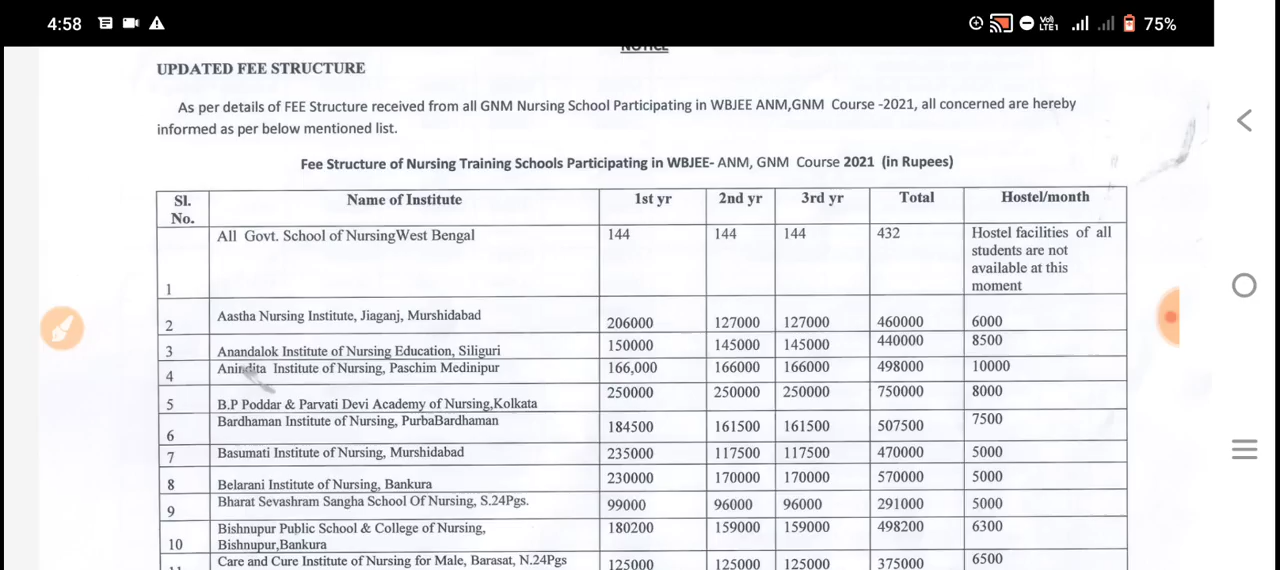 4:58
Vo)
LTE1
75%
NOTICE
UPDATED FEE STRUCTURE
As per details of FEE Structure received from all GNM Nursing School Participating in WBJEE ANM,GNM Course -2021, all concerned are hereby
informed as per below mentioned list.
Fee Structure of Nursing Training Schools Participating in WBJEE- ANM, GNM Course 2021 (in Rupees)
Sl. No. Name of Institute 1st yr 2nd yr 3rd yr Total Hostel/month
1 All Govt. School of NursingWest Bengal 144 144 144 432 Hostel facilities of all
students are not
available at this
moment
2 Aastha Nursing Institute, Jiaganj, Murshidabad 206000 127000 127000 460000 6000
3 Anandalok Institute of Nursing Education, Siliguri 150000 145000 145000 440000 8500
4 Anindita Institute of Nursing, Paschim Medinipur 166,000 166000 166000 498000 10000
5 B.P Poddar & Parvati Devi Academy of Nursing,Kolkata 250000 250000 250000 750000 8000
6 Bardhaman Institute of Nursing, PurbaBardhaman 184500 161500 161500 507500 7500
7 Basumati Institute of Nursing, Murshidabad 235000 117500 117500 470000 5000
8 Belarani Institute of Nursing, Bankura 230000 170000 170000 570000 5000
9 Bharat Sevashram Sangha School Of Nursing, S.24Pgs. 99000 96000 96000 291000 5000
10 Bishnupur Public School & College of Nursing, 180200 159000 159000 498200 6300
Bishnupur,Bankura
Care and Cure Institute of Nursing for Male, Barasat, N.24Pgs 125000 125000 125000 375000 6500